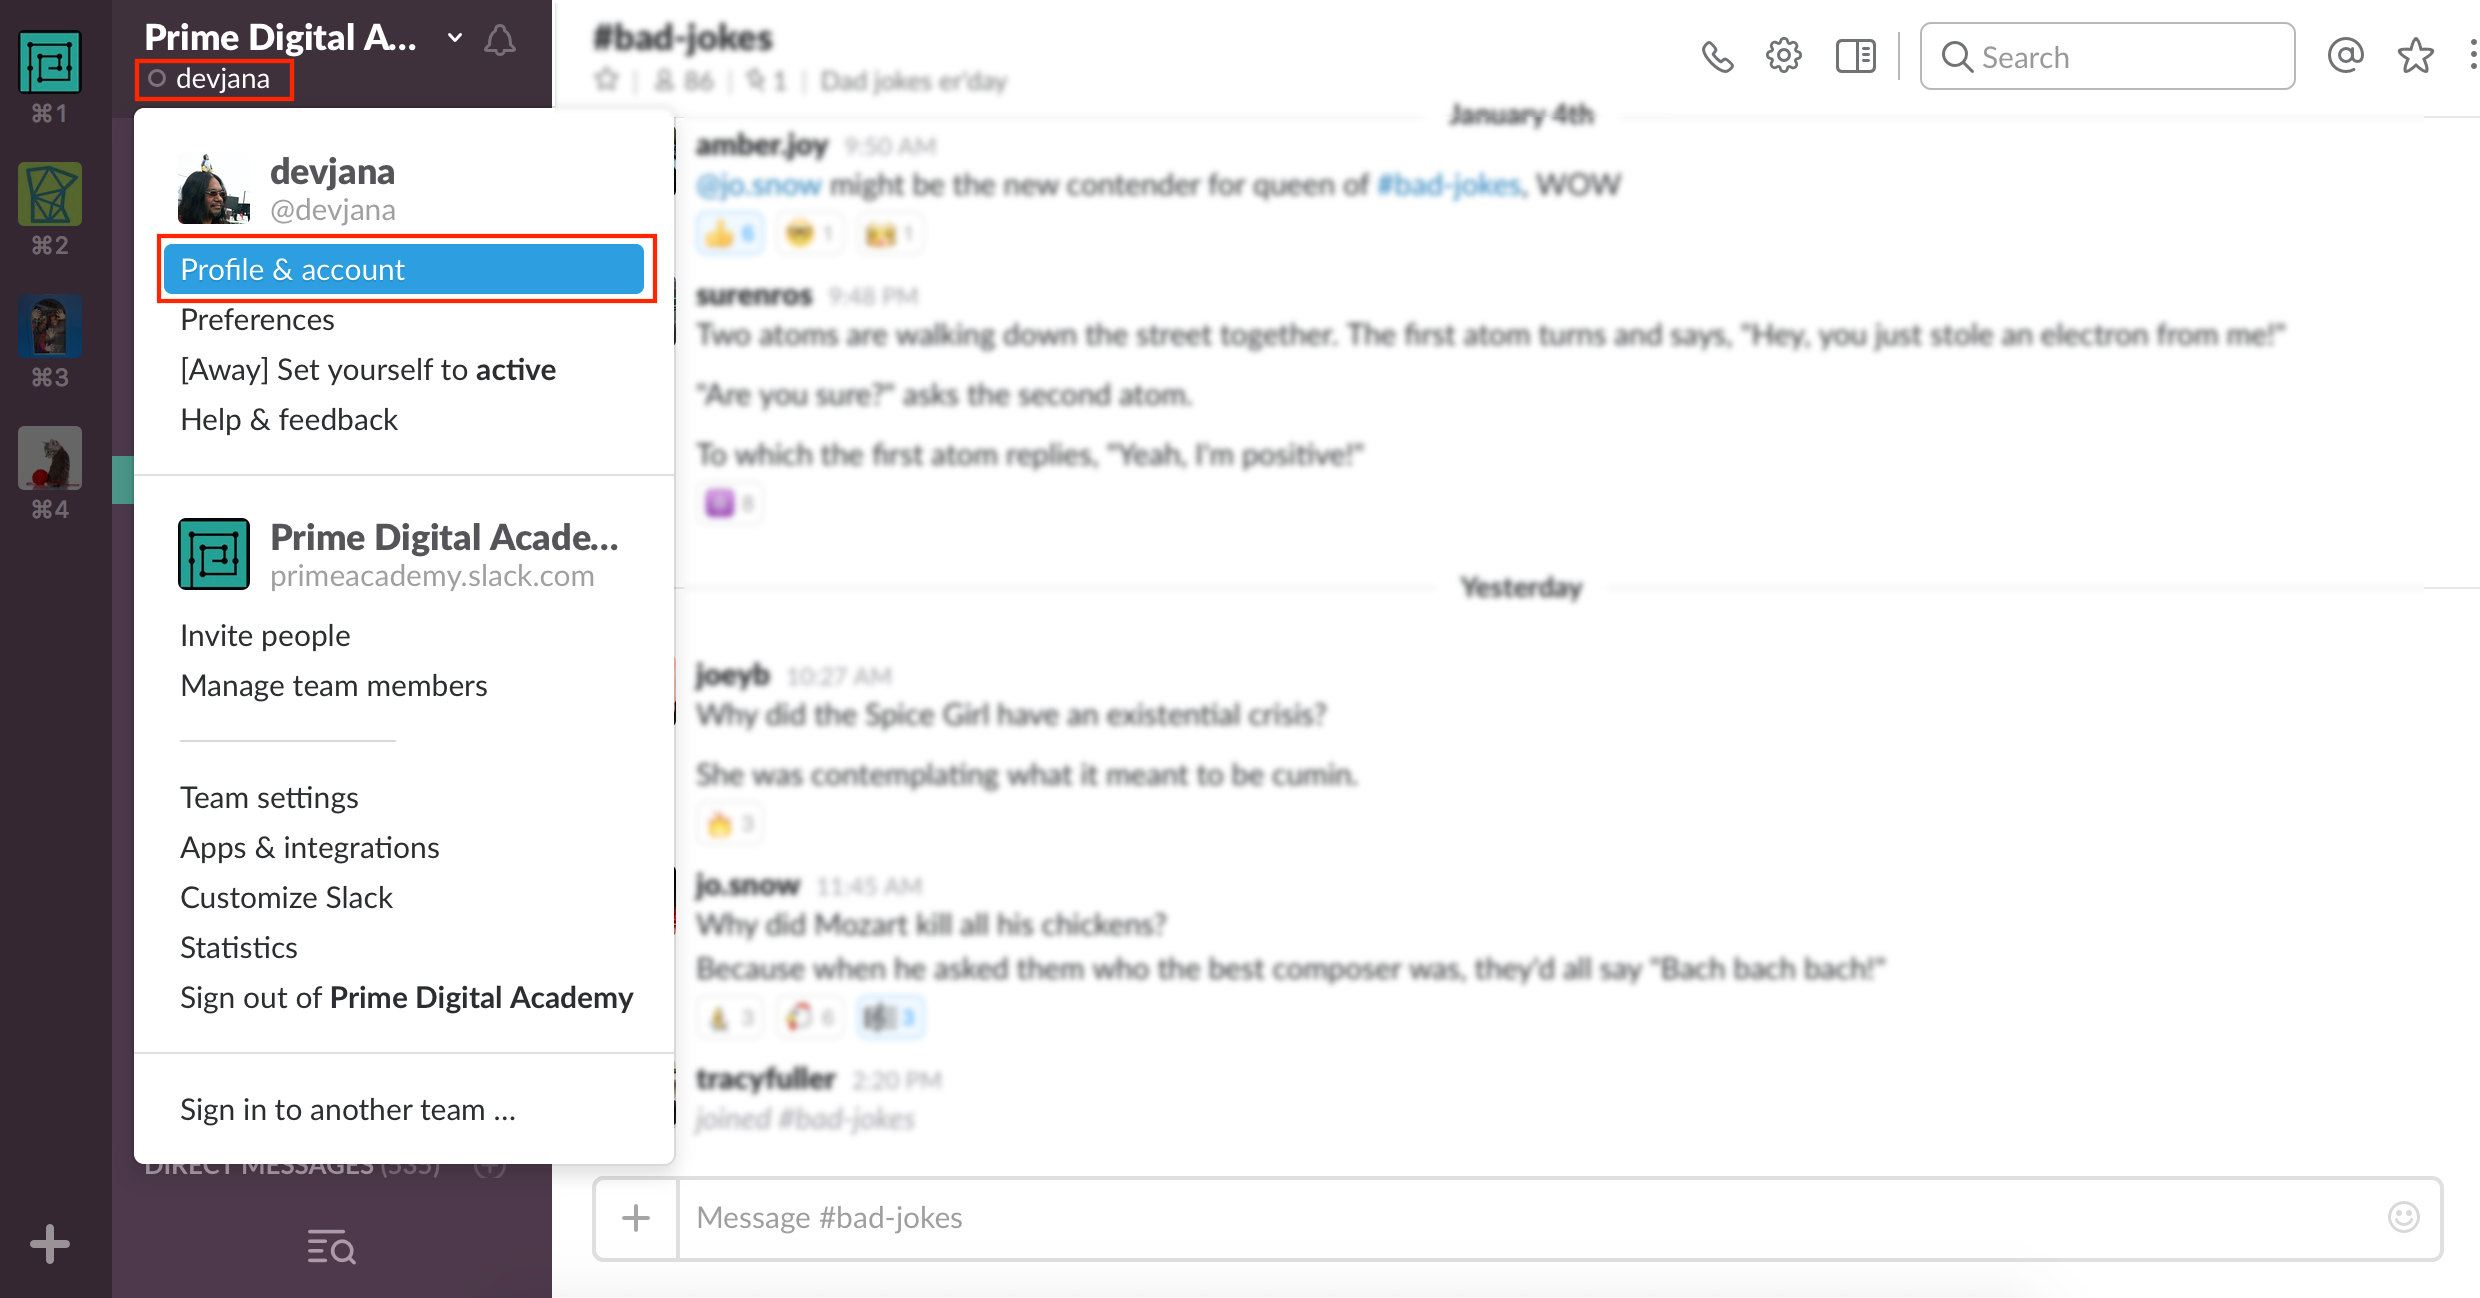 Prime Digital A...
devjana
⌘1
⌘2
⌘3
⌘4
devjana
@devjana
Profile & account
Preferences
[Away] Set yourself to active
Help & feedback
Prime Digital Acade...
primeacademy.slack.com
Invite people
Manage team members
Team settings
Apps & integrations
Customize Slack
Statistics
Sign out of Prime Digital Academy
Sign in to another team ...
DIRECT MESSAGES (535)
#bad-jokes
86 | 1 | Dad jokes er'day
Search
January 4th
amber.joy 9:50 AM
@jo.snow might be the new contender for queen of #bad-jokes, WOW
6 1 1
surenros 9:48 PM
Two atoms are walking down the street together. The first atom turns and says, "Hey, you just stole an electron from me!"
"Are you sure?" asks the second atom.
To which the first atom replies, "Yeah, I'm positive!"
8
Yesterday
joeyb 10:27 AM
Why did the Spice Girl have an existential crisis?
She was contemplating what it meant to be cumin.
3
jo.snow 11:45 AM
Why did Mozart kill all his chickens?
Because when he asked them who the best composer was, they'd all say "Bach bach bach!"
3 6 3
tracyfuller 2:20 PM
joined #bad-jokes
Message #bad-jokes